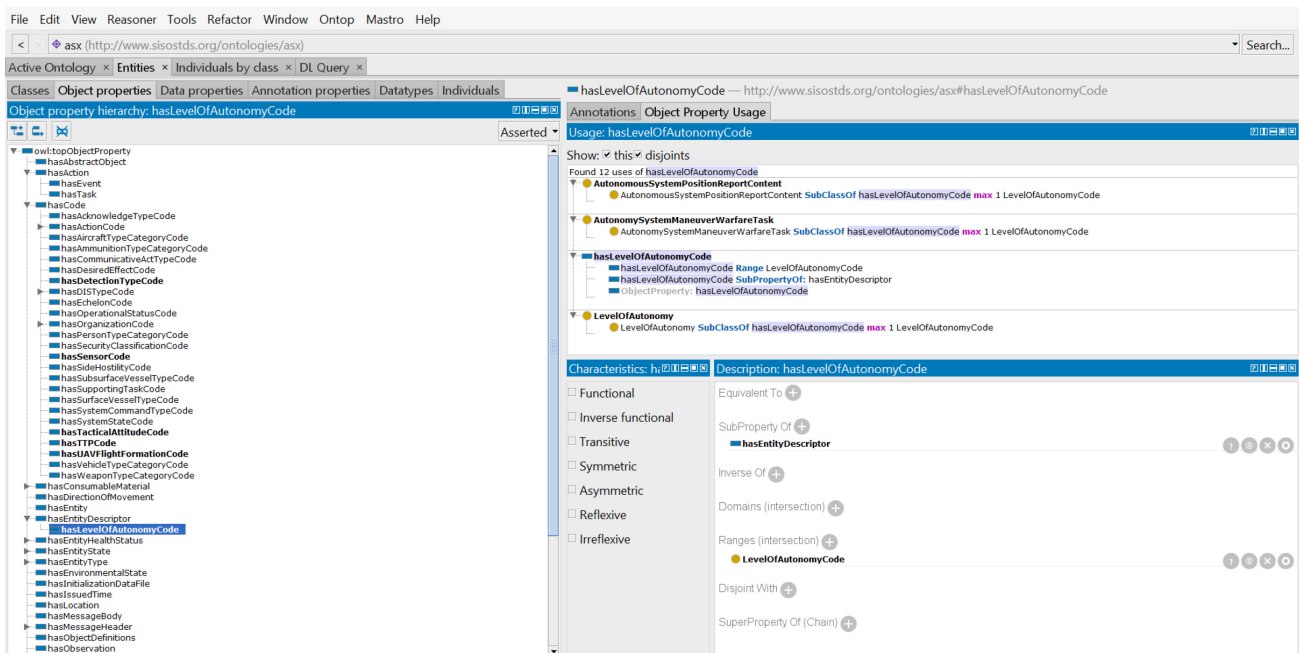 File Edit View Reasoner Tools Refactor Window Ontop Mastro Help
< > asx (http://www.sisostds.org/ontologies/asx) Search...
Active Ontology × Entities × Individuals by class × DL Query ×
Classes Object properties Data properties Annotation properties Datatypes Individuals
Object property hierarchy: hasLevelOfAutonomyCode
Asserted
owl:topObjectProperty
hasAbstractObject
hasAction
hasEvent
hasTask
hasCode
hasAcknowledgeTypeCode
hasActionCode
hasAircraftTypeCategoryCode
hasAmmunitionTypeCategoryCode
hasCommunicativeActTypeCode
hasDesiredEffectCode
hasDetectionTypeCode
hasDISTypeCode
hasEchelonCode
hasOperationalStatusCode
hasOrganizationCode
hasPersonTypeCategoryCode
hasSecurityClassificationCode
hasSensorCode
hasSideHostilityCode
hasSubsurfaceVesselTypeCode
hasSupportingTaskCode
hasSurfaceVesselTypeCode
hasSystemCommandTypeCode
hasSystemStateCode
hasTacticalAttitudeCode
hasTTPCode
hasUAVFlightFormationCode
hasVehicleTypeCategoryCode
hasWeaponTypeCategoryCode
hasConsumableMaterial
hasDirectionOfMovement
hasEntity
hasEntityDescriptor
hasLevelOfAutonomyCode
hasEntityHealthStatus
hasEntityState
hasEntityType
hasEnvironmentalState
hasInitializationDataFile
hasIssuedTime
hasLocation
hasMessageBody
hasMessageHeader
hasObjectDefinitions
hasObservation
hasLevelOfAutonomyCode — http://www.sisostds.org/ontologies/asx#hasLevelOfAutonomyCode
Annotations Object Property Usage
Usage: hasLevelOfAutonomyCode
Show: this disjoints
Found 12 uses of hasLevelOfAutonomyCode
AutonomousSystemPositionReportContent
AutonomousSystemPositionReportContent SubClassOf hasLevelOfAutonomyCode max 1 LevelOfAutonomyCode
AutonomySystemManeuverWarfareTask
AutonomySystemManeuverWarfareTask SubClassOf hasLevelOfAutonomyCode max 1 LevelOfAutonomyCode
hasLevelOfAutonomyCode
hasLevelOfAutonomyCode Range LevelOfAutonomyCode
hasLevelOfAutonomyCode SubPropertyOf: hasEntityDescriptor
ObjectProperty: hasLevelOfAutonomyCode
LevelOfAutonomy
LevelOfAutonomy SubClassOf hasLevelOfAutonomyCode max 1 LevelOfAutonomyCode
Characteristics: ha
Functional
Inverse functional
Transitive
Symmetric
Asymmetric
Reflexive
Irreflexive
Description: hasLevelOfAutonomyCode
Equivalent To
SubProperty Of
hasEntityDescriptor
Inverse Of
Domains (intersection)
Ranges (intersection)
LevelOfAutonomyCode
Disjoint With
SuperProperty Of (Chain)